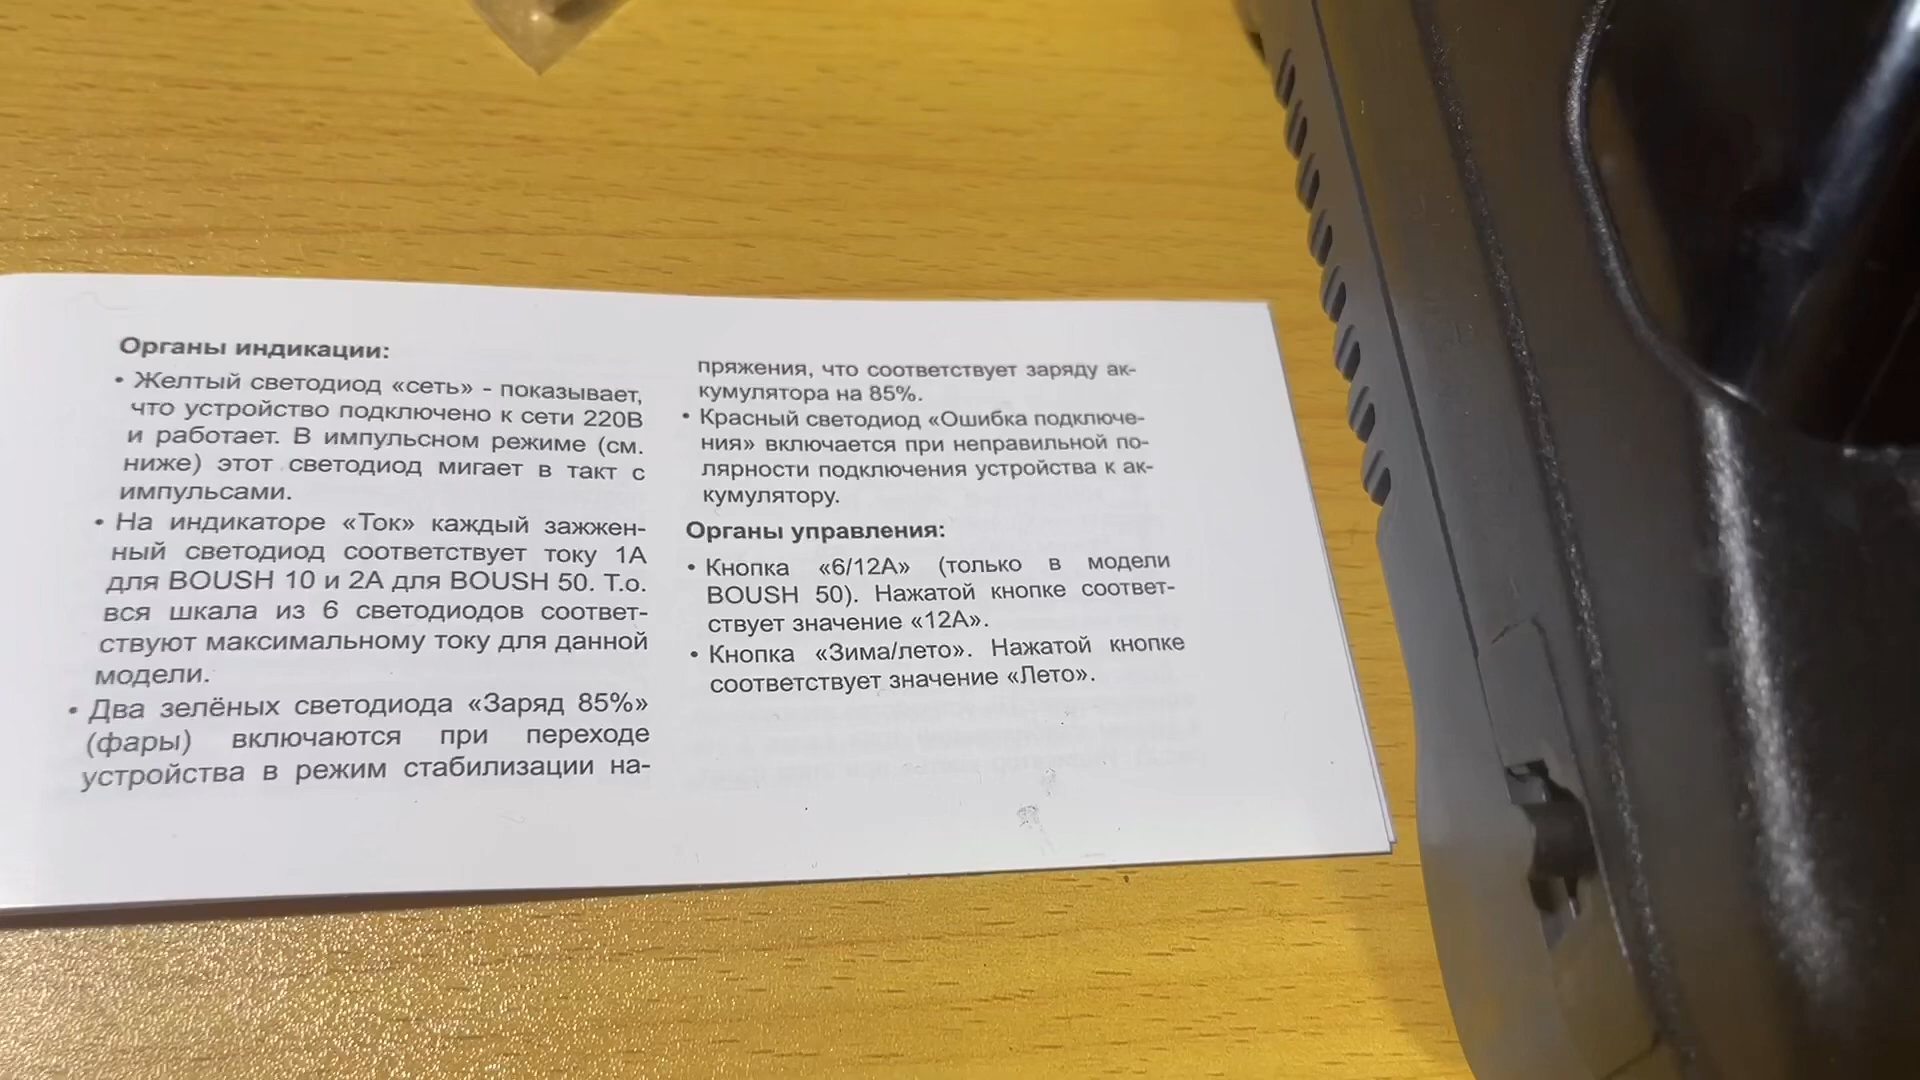 Органы индикации:
• Желтый светодиод «сеть» - показывает,
что устройство подключено к сети 220В
и работает. В импульсном режиме (см.
ниже) этот светодиод мигает в такт с
импульсами.
• На индикаторе «Ток» каждый зажжен-
ный светодиод соответствует току 1А
для BOUSH 10 и 2А для BOUSH 50. Т.о.
вся шкала из 6 светодиодов соответ-
ствуют максимальному току для данной
модели.
• Два зелёных светодиода «Заряд 85%»
(фары) включаются при переходе
устройства в режим стабилизации на-
пряжения, что соответствует заряду ак-
кумулятора на 85%.
• Красный светодиод «Ошибка подключе-
ния» включается при неправильной по-
лярности подключения устройства к ак-
кумулятору.
Органы управления:
• Кнопка «6/12А» (только в модели
BOUSH 50). Нажатой кнопке соответ-
ствует значение «12А».
• Кнопка «Зима/лето». Нажатой кнопке
соответствует значение «Лето».